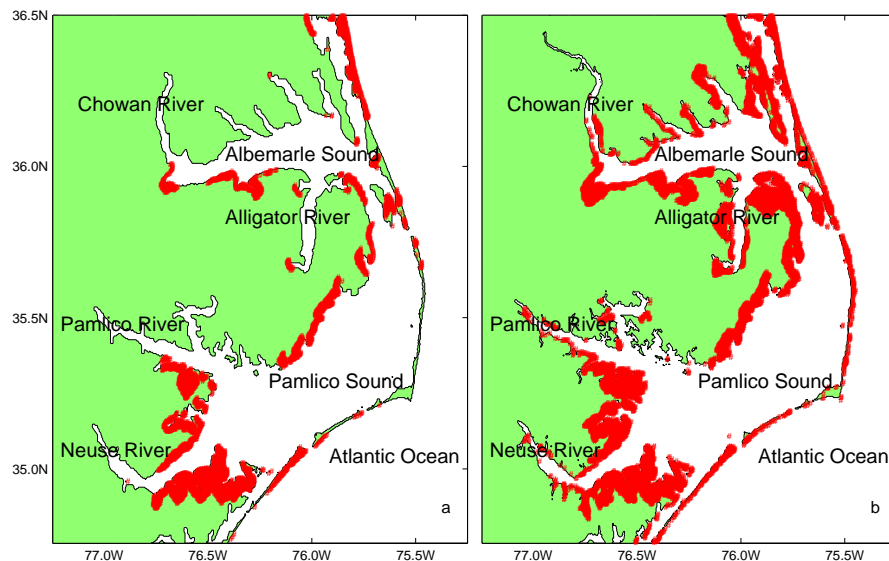 36.5N
36.0N
35.5N
35.0N
Chowan River
Albemarle Sound
Alligator River
Pamlico River
Pamlico Sound
Neuse River
Atlantic Ocean
a
77.0W 76.5W 76.0W 75.5W
Chowan River
Albemarle Sound
Alligator River
Pamlico River
Pamlico Sound
Neuse River
Atlantic Ocean
b
77.0W 76.5W 76.0W 75.5W